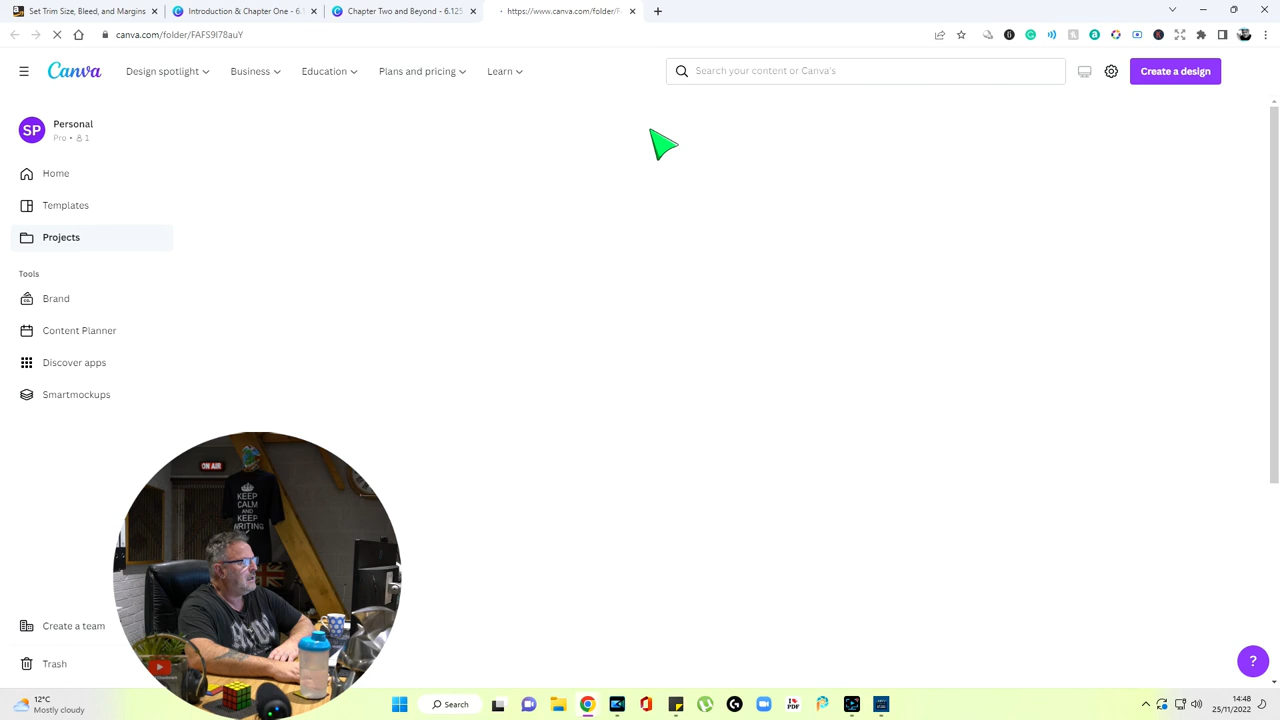 Set Trim Size, Bleed, and Margins
Introduction & Chapter One - 6.1
Chapter Two and Beyond - 6.125
https://www.canva.com/folder/F
canva.com/folder/FAFS9I78auY
Canva
Design spotlight
Business
Education
Plans and pricing
Learn
Search your content or Canva's
Create a design
SP
Personal
Pro • 1
Home
Templates
Projects
Tools
Brand
Content Planner
Discover apps
Smartmockups
ON AIR
KEEP
CALM
AND
KEEP
WRITING
Create a team
Trash
?
12°C
Mostly cloudy
Search
PDF
14:48
25/11/2022